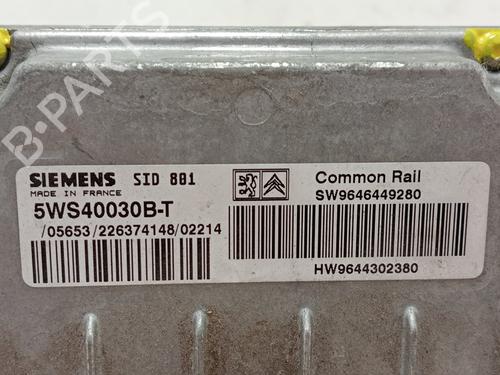 B-PARTS
SIEMENS SID 801
MADE IN FRANCE
5WS40030B-T
/05653/226374148/02214
Common Rail
SW9646449280
HW9644302380